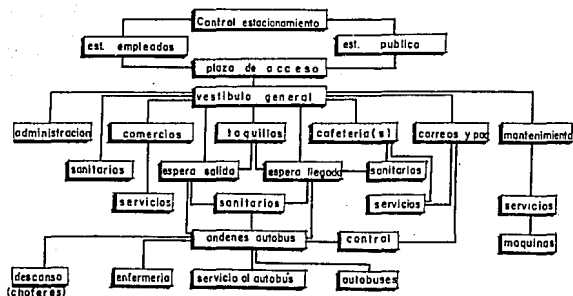 Control estacionamiento
est. empleados
est. publico
plaza de acceso
vestibulo general
administracion
comercios
taquillas
cafeteria(s)
correos y paq
mantenimiento
sanitarios
espera salida
espera llegada
sanitarios
servicios
sanitarios
servicios
servicios
andenes autobus
control
maquinas
descanso
(choferes)
enfermeria
servicio al autobus
autobuses